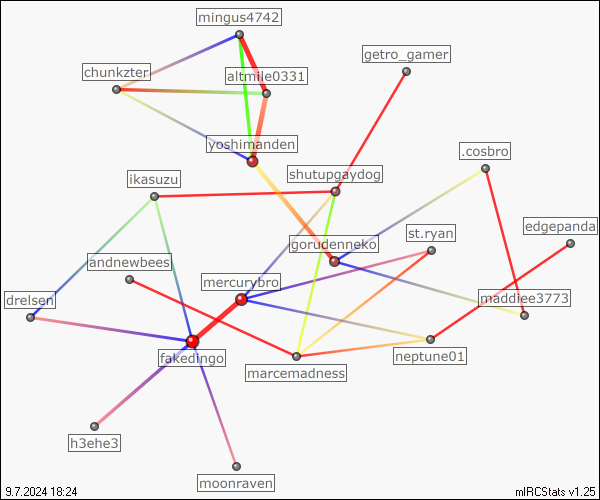 mingus4742
getro_gamer
chunkzter
altmile0331
yoshimanden
.cosbro
shutupgaydog
ikasuzu
edgepanda
st.ryan
gorudenneko
andnewbees
mercurybro
drelsen
maddiee3773
fakedingo
neptune01
marcemadness
h3ehe3
moonraven
9.7.2024 18:24
mIRCStats v1.25